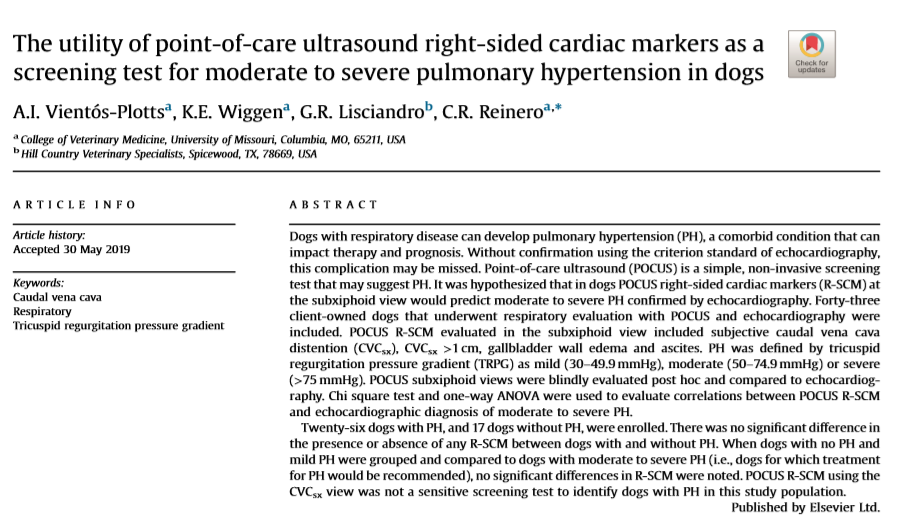 The utility of point-of-care ultrasound right-sided cardiac markers as a
screening test for moderate to severe pulmonary hypertension in dogs
Check for
updates
A.I. Vientós-Plottsᵃ, K.E. Wiggenᵃ, G.R. Lisciandroᵇ, C.R. Reineroᵃ,*
ᵃ College of Veterinary Medicine, University of Missouri, Columbia, MO, 65211, USA
ᵇ Hill Country Veterinary Specialists, Spicewood, TX, 78669, USA
ARTICLE INFO
Article history:
Accepted 30 May 2019
Keywords:
Caudal vena cava
Respiratory
Tricuspid regurgitation pressure gradient
ABSTRACT
Dogs with respiratory disease can develop pulmonary hypertension (PH), a comorbid condition that can
impact therapy and prognosis. Without confirmation using the criterion standard of echocardiography,
this complication may be missed. Point-of-care ultrasound (POCUS) is a simple, non-invasive screening
test that may suggest PH. It was hypothesized that in dogs POCUS right-sided cardiac markers (R-SCM) at
the subxiphoid view would predict moderate to severe PH confirmed by echocardiography. Forty-three
client-owned dogs that underwent respiratory evaluation with POCUS and echocardiography were
included. POCUS R-SCM evaluated in the subxiphoid view included subjective caudal vena cava
distention (CVCsx), CVCsx >1 cm, gallbladder wall edema and ascites. PH was defined by tricuspid
regurgitation pressure gradient (TRPG) as mild (30–49.9 mmHg), moderate (50–74.9 mmHg) or severe
(>75 mmHg). POCUS subxiphoid views were blindly evaluated post hoc and compared to echocardiog-
raphy. Chi square test and one-way ANOVA were used to evaluate correlations between POCUS R-SCM
and echocardiographic diagnosis of moderate to severe PH.
Twenty-six dogs with PH, and 17 dogs without PH, were enrolled. There was no significant difference in
the presence or absence of any R-SCM between dogs with and without PH. When dogs with no PH and
mild PH were grouped and compared to dogs with moderate to severe PH (i.e., dogs for which treatment
for PH would be recommended), no significant differences in R-SCM were noted. POCUS R-SCM using the
CVCsx view was not a sensitive screening test to identify dogs with PH in this study population.
Published by Elsevier Ltd.